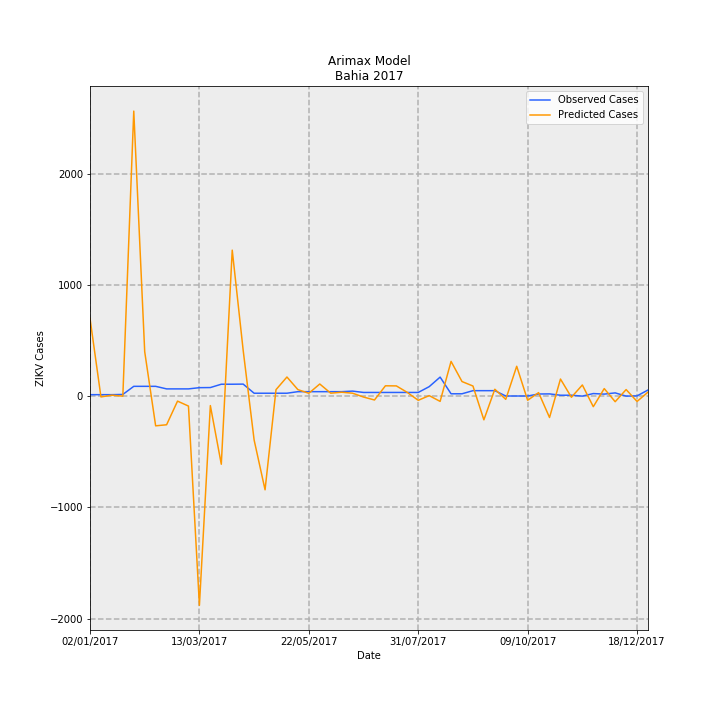 Arimax Model
Bahia 2017
Observed Cases
Predicted Cases
ZIKV Cases
2000
1000
0
−1000
−2000
02/01/2017
13/03/2017
22/05/2017
31/07/2017
09/10/2017
18/12/2017
Date